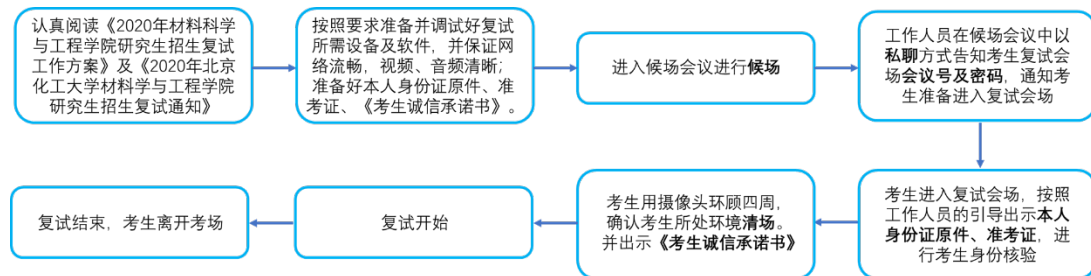 认真阅读《2020年材料科学
与工程学院研究生招生复试
工作方案》及《2020年北京
化工大学材料科学与工程学院
研究生招生复试通知》
按照要求准备并调试好复试
所需设备及软件，并保证网
络流畅，视频、音频清晰；
准备好本人身份证原件、准
考证、《考生诚信承诺书》。
进入候场会议进行候场
工作人员在候场会议中以
私聊方式告知考生复试会
场会议号及密码，通知考
生准备进入复试会场
考生进入复试会场，按照
工作人员的引导出示本人
身份证原件、准考证，进
行考生身份核验
考生用摄像头环顾四周，
确认考生所处环境清场。
并出示《考生诚信承诺书》
复试开始
复试结束，考生离开考场